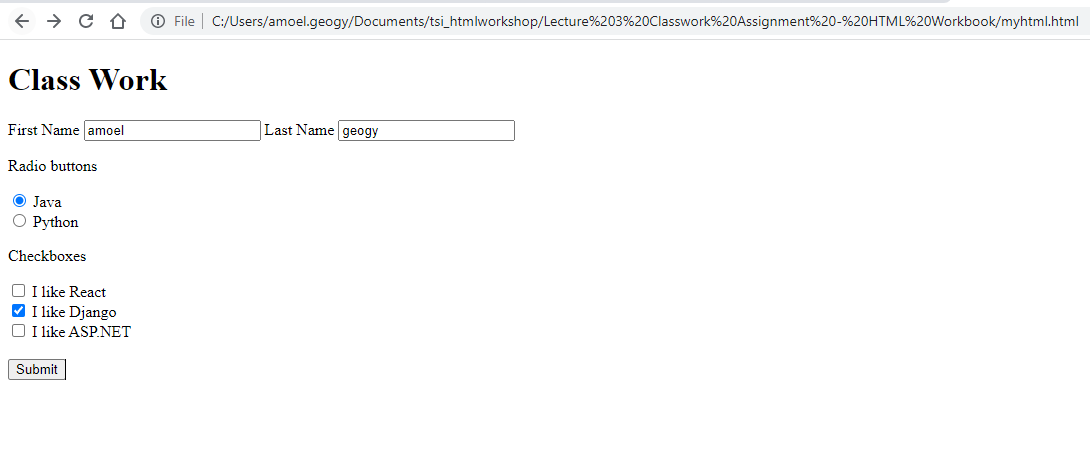 File C:/Users/amoel.geogy/Documents/tsi_htmlworkshop/Lecture%203%20Classwork%20Assignment%20-%20HTML%20Workbook/myhtml.html
Class Work
First Name amoel Last Name geogy
Radio buttons
Java
Python
Checkboxes
I like React
I like Django
I like ASP.NET
Submit